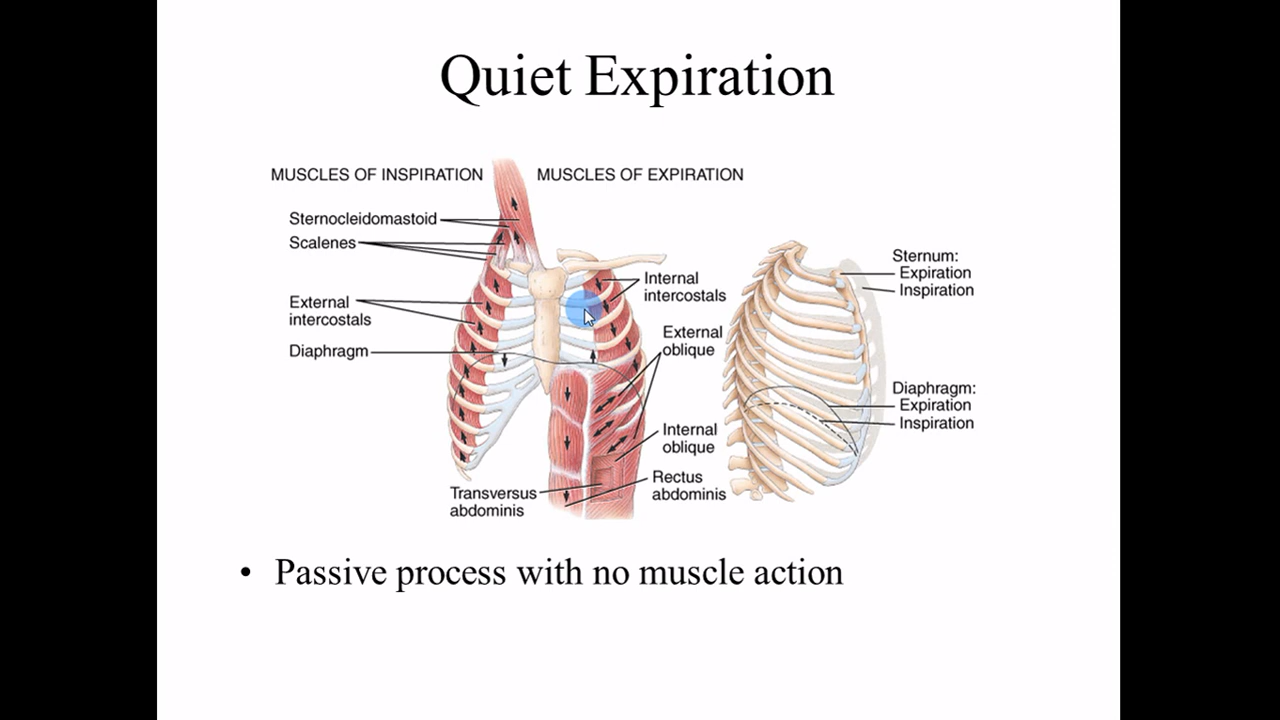 Quiet Expiration
MUSCLES OF INSPIRATION
MUSCLES OF EXPIRATION
Sternocleidomastoid
Scalenes
External
intercostals
Diaphragm
Internal
intercostals
External
oblique
Internal
oblique
Rectus
abdominis
Transversus
abdominis
Sternum:
Expiration
Inspiration
Diaphragm:
Expiration
Inspiration
• Passive process with no muscle action